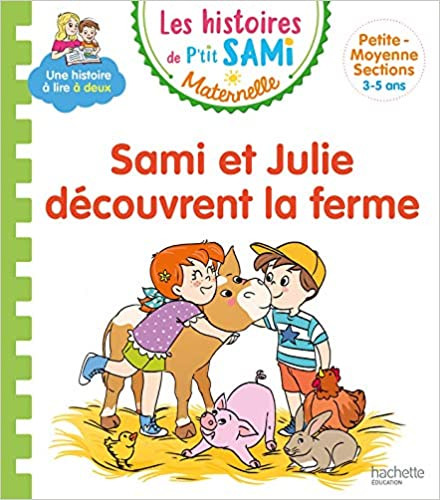 Les histoires
de P'tit SAMi
Maternelle
Une histoire
à lire à deux
Petite -
Moyenne
Sections
3-5 ans
Sami et Julie
découvrent la ferme
hachette
ÉDUCATION